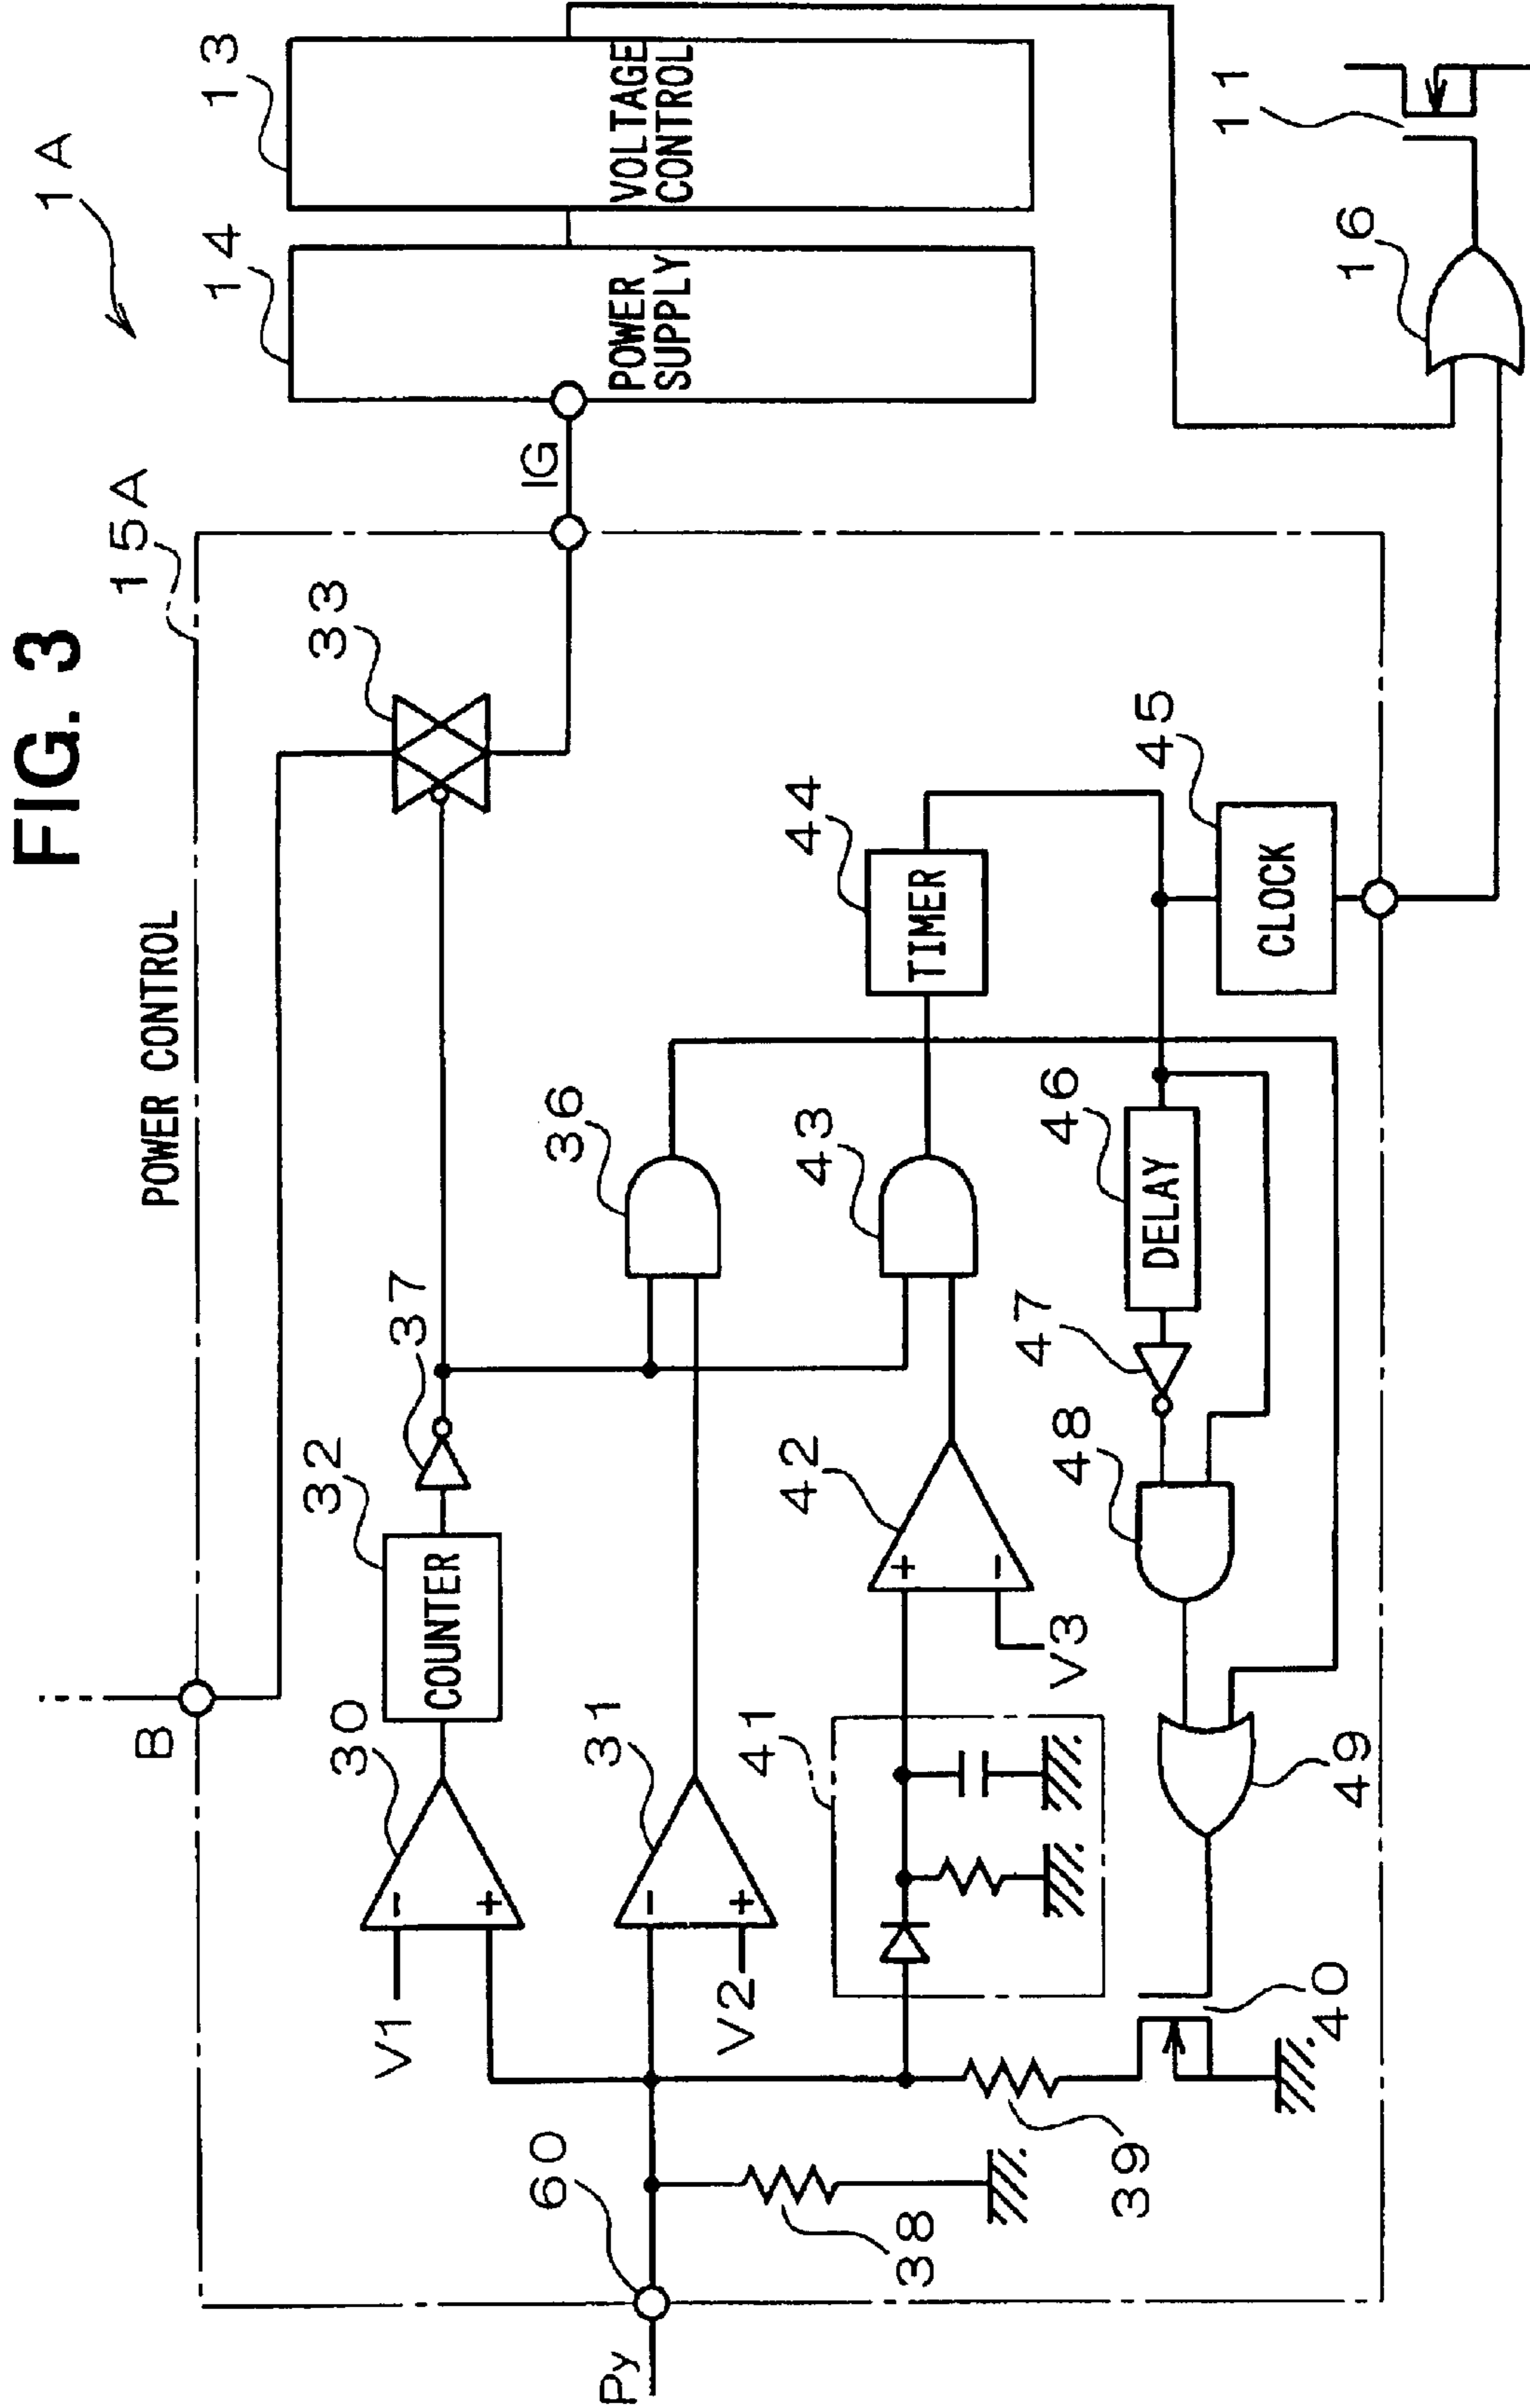 FIG. 3
1A
15A
POWER CONTROL
B
13
VOLTAGE
CONTROL
14
POWER
SUPPLY
IG
33
37
32
COUNTER
30
-
+
V1
36
31
-
+
V2
11
16
44
TIMER
45
CLOCK
43
42
+
-
V3
41
46
DELAY
47
48
49
40
39
38
60
Py